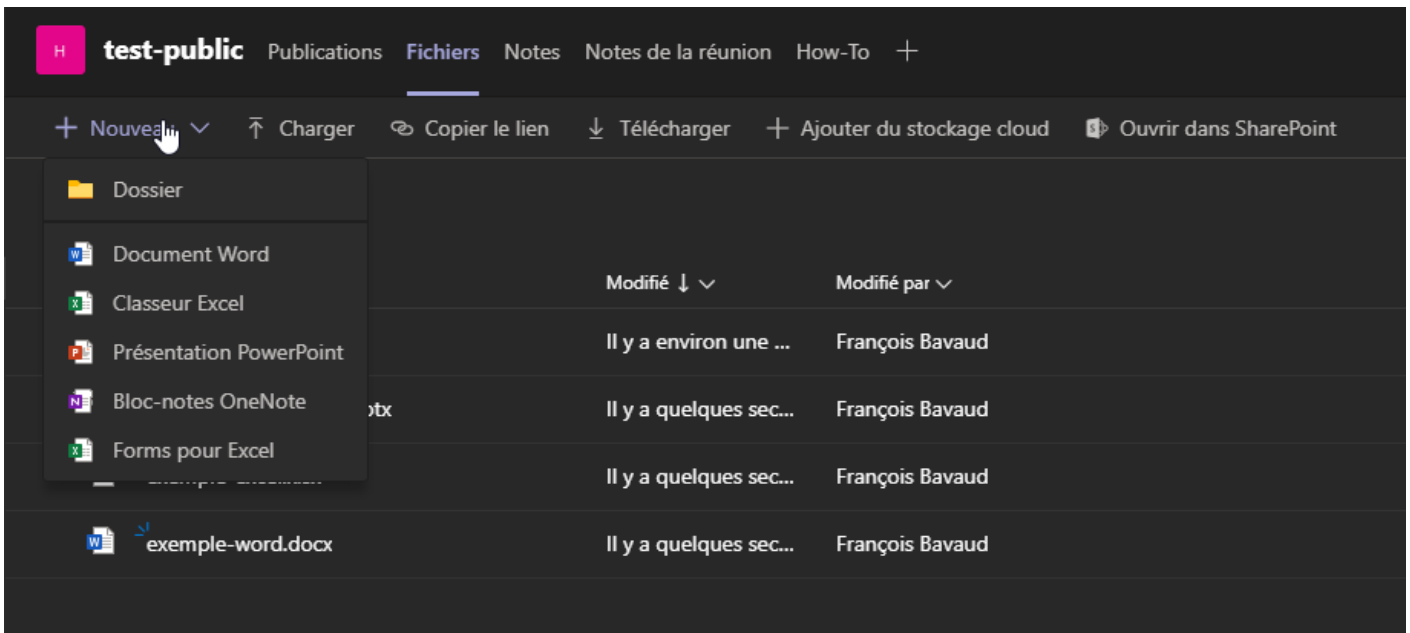 H test-public Publications Fichiers Notes Notes de la réunion How-To
Nouveau Charger Copier le lien Télécharger Ajouter du stockage cloud Ouvrir dans SharePoint
Dossier
Document Word
Modifié Modifié par
Classeur Excel
Présentation PowerPoint Il y a environ une ... François Bavaud
Bloc-notes OneNote
Il y a quelques sec... François Bavaud
Forms pour Excel
Il y a quelques sec... François Bavaud
exemple-word.docx Il y a quelques sec... François Bavaud